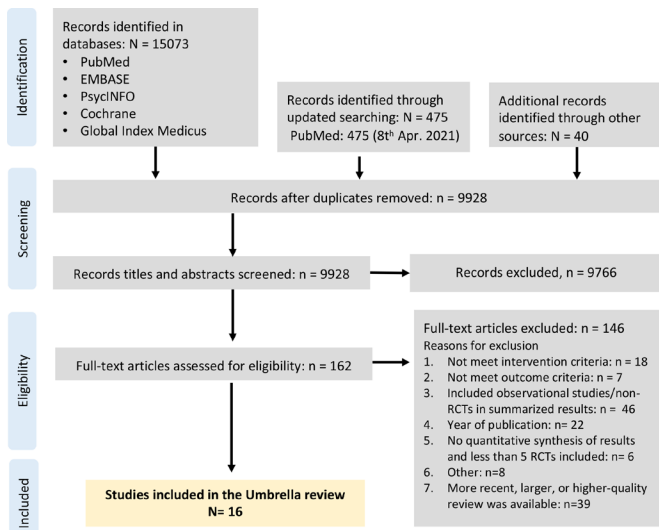 Identification
Records identified in
databases: N = 15073
• PubMed
• EMBASE
• PsycINFO
• Cochrane
• Global Index Medicus
Records identified through
updated searching: N = 475
PubMed: 475 (8th Apr. 2021)
Additional records
identified through other
sources: N = 40
Screening
Records after duplicates removed: n = 9928
Records titles and abstracts screened: n = 9928
Records excluded, n = 9766
Eligibility
Full-text articles assessed for eligibility: n = 162
Full-text articles excluded: n = 146
Reasons for exclusion
1. Not meet intervention criteria: n = 18
2. Not meet outcome criteria: n = 7
3. Included observational studies/non-
RCTs in summarized results: n = 46
4. Year of publication: n= 22
5. No quantitative synthesis of results
and less than 5 RCTs included: n= 6
6. Other: n=8
7. More recent, larger, or higher-quality
review was available: n=39
Included
Studies included in the Umbrella review
N= 16